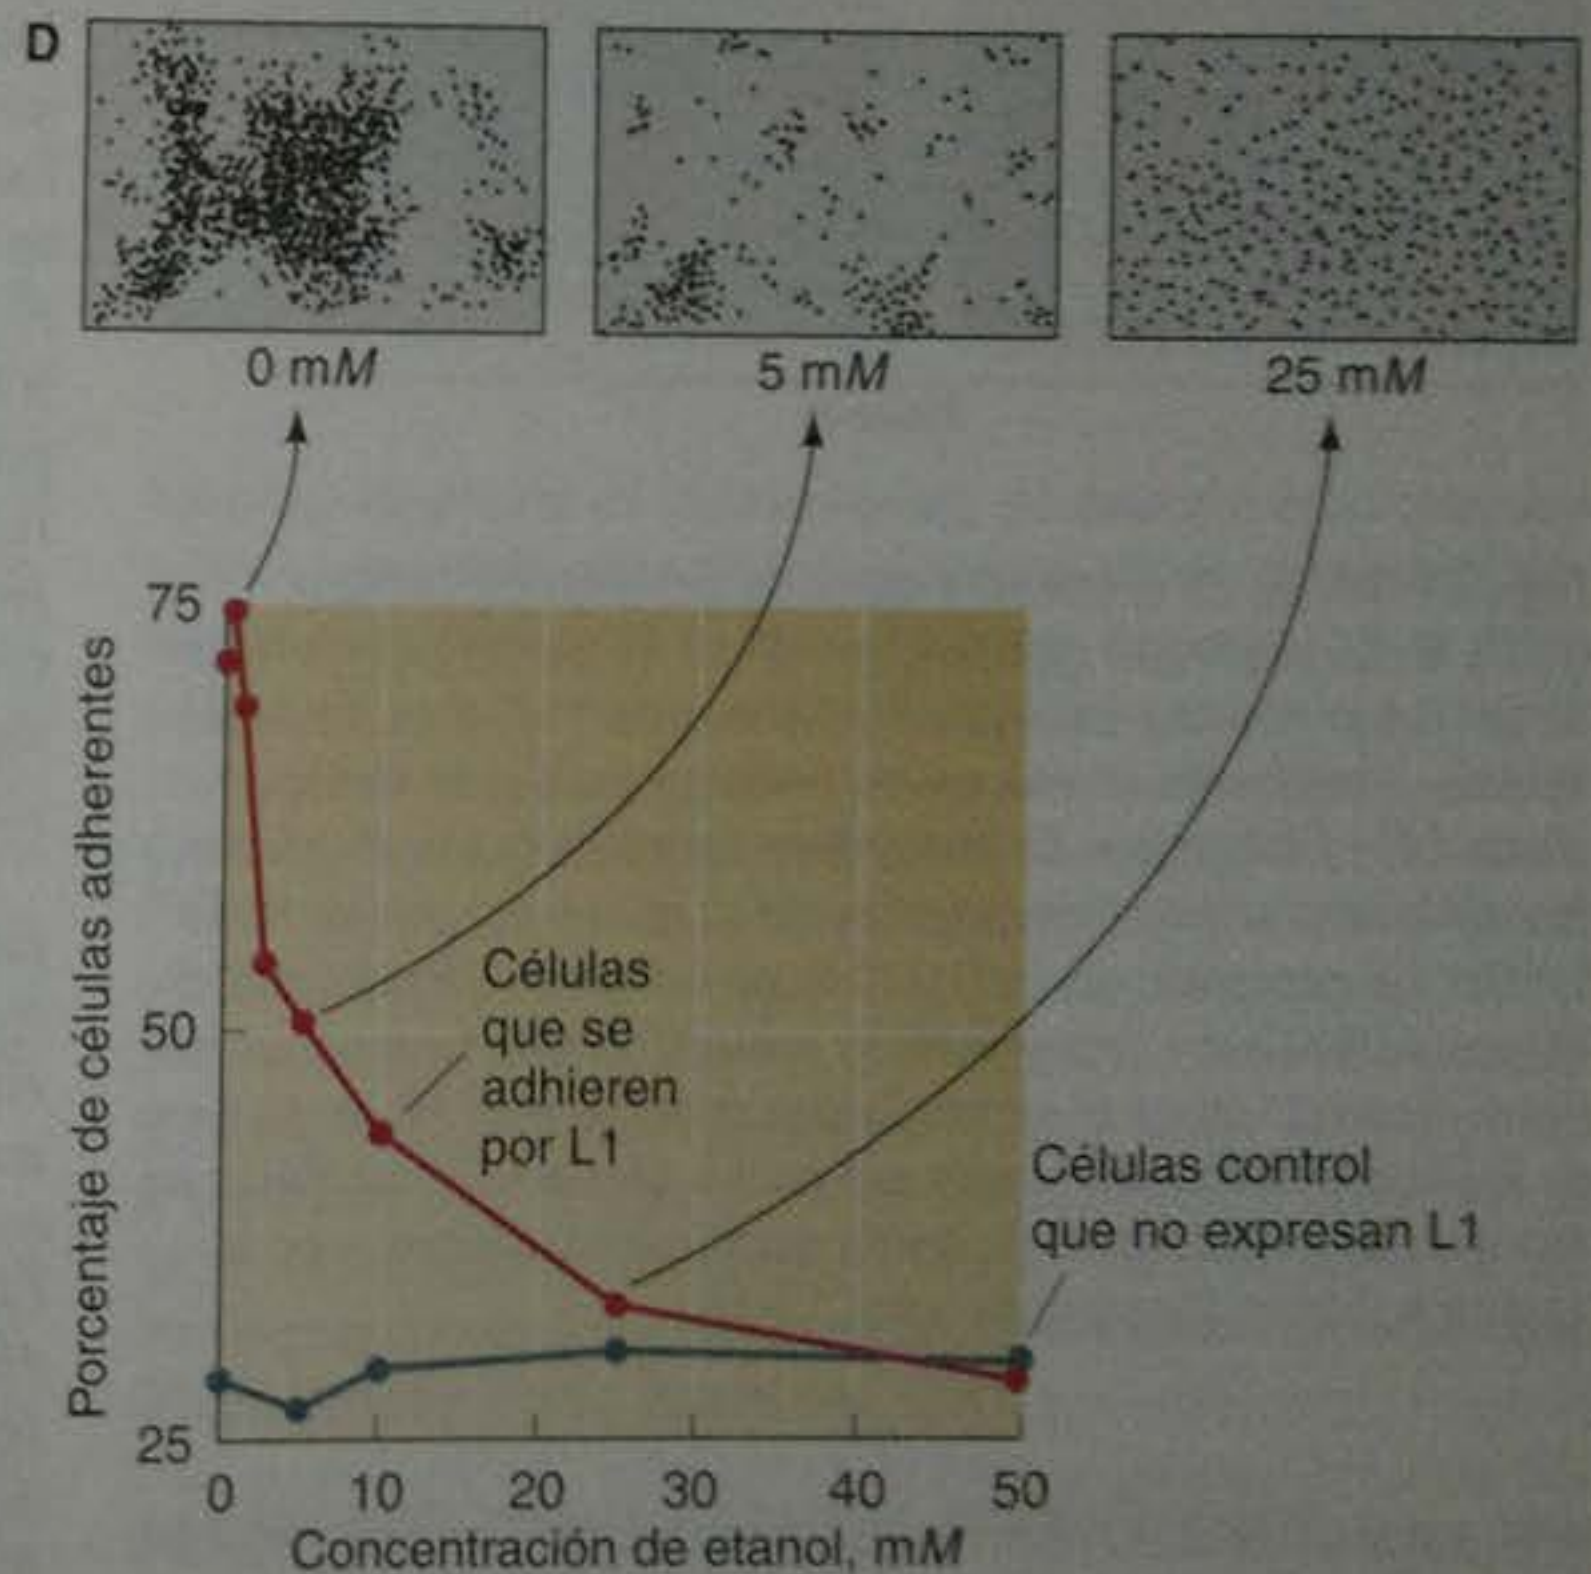 D
0 mM
5 mM
25 mM
75
50
25
Porcentaje de células adherentes
Células
que se
adhieren
por L1
Células control
que no expresan L1
0 10 20 30 40 50
Concentración de etanol, mM